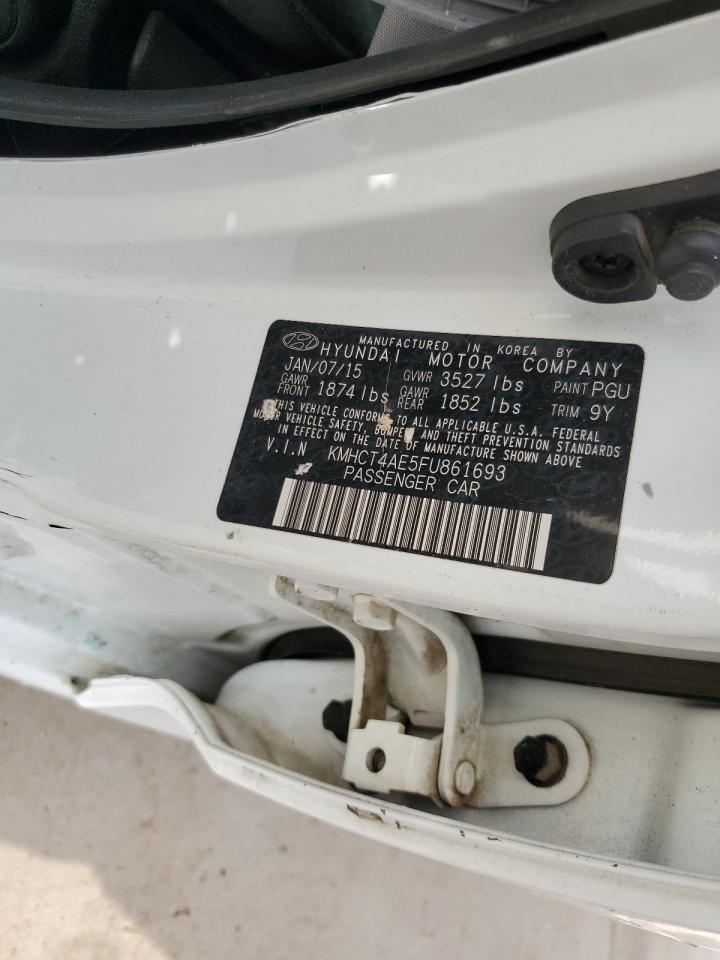 MANUFACTURED IN KOREA BY
HYUNDAI MOTOR COMPANY
JAN/07/15 GVWR 3527 lbs PAINT PGU
GAWR FRONT 1874 lbs GAWR REAR 1852 lbs TRIM 9Y
THIS VEHICLE CONFORMS TO ALL APPLICABLE U.S.A. FEDERAL
MOTOR VEHICLE SAFETY, BUMPER, AND THEFT PREVENTION STANDARDS
IN EFFECT ON THE DATE OF MANUFACTURE SHOWN ABOVE
V.I.N KMHCT4AE5FU861693
PASSENGER CAR